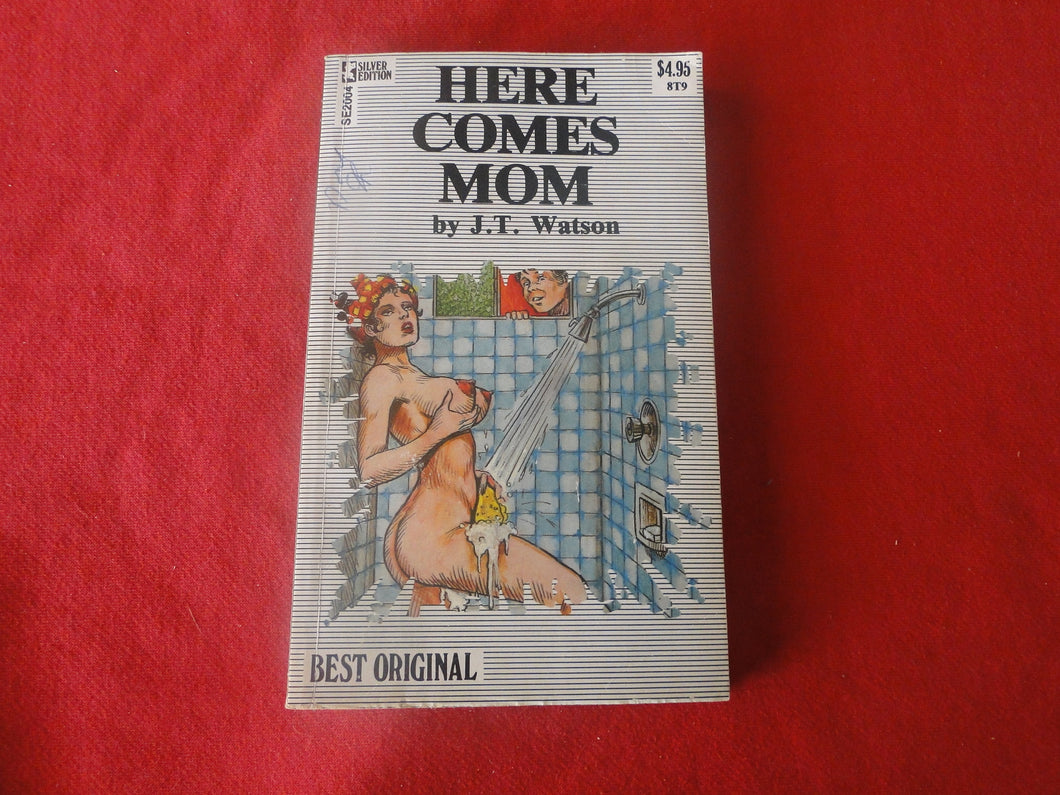 SILVER
EDITION
SE2004
HERE
COMES
MOM
by J.T. Watson
$4.95
8T9
BEST ORIGINAL